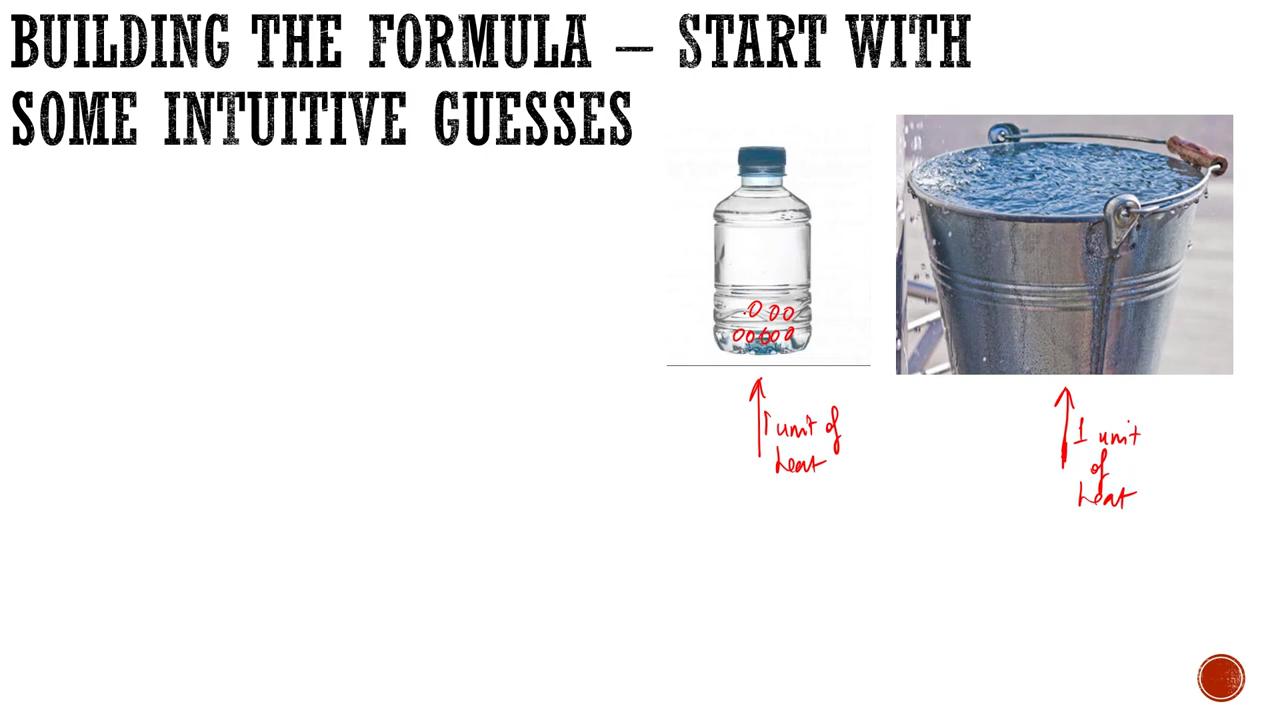 BUILDING THE FORMULA – START WITH
SOME INTUITIVE GUESSES
1 unit of
heat
1 unit
of
heat